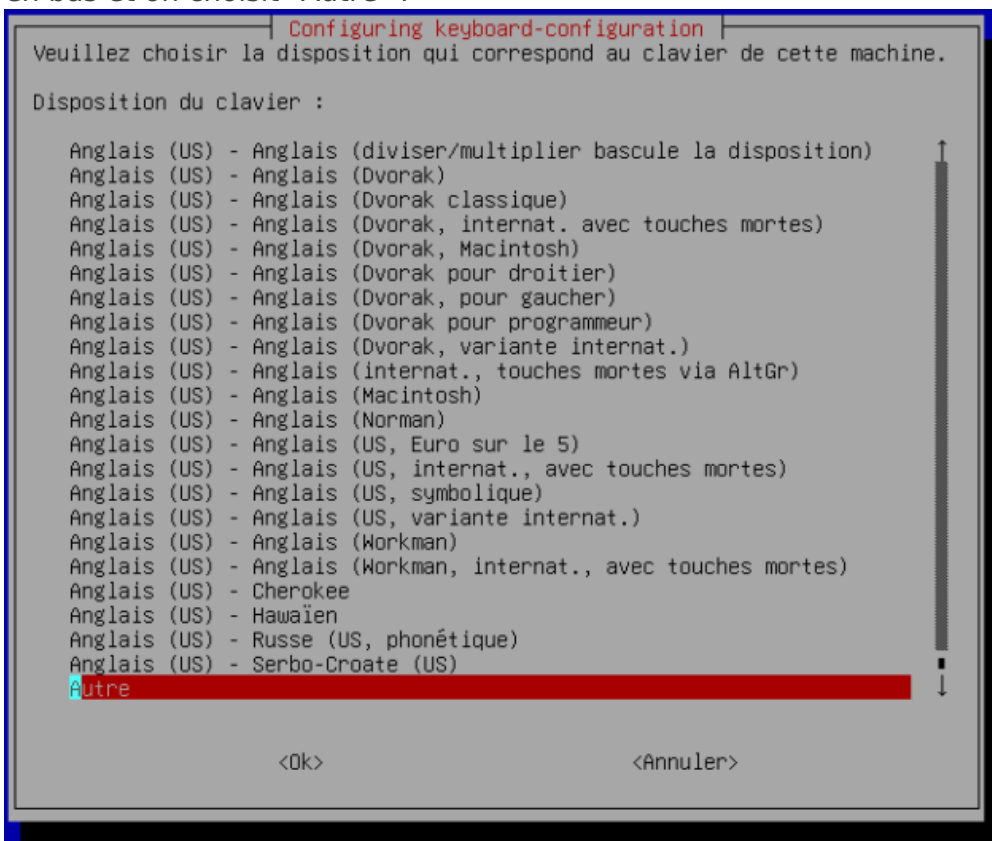 en bas et on choisit "Autre" :
Configuring keyboard-configuration
Veuillez choisir la disposition qui correspond au clavier de cette machine.
Disposition du clavier :
Anglais (US) - Anglais (diviser/multiplier bascule la disposition)
Anglais (US) - Anglais (Dvorak)
Anglais (US) - Anglais (Dvorak classique)
Anglais (US) - Anglais (Dvorak, internat. avec touches mortes)
Anglais (US) - Anglais (Dvorak, Macintosh)
Anglais (US) - Anglais (Dvorak pour droitier)
Anglais (US) - Anglais (Dvorak, pour gaucher)
Anglais (US) - Anglais (Dvorak pour programmeur)
Anglais (US) - Anglais (Dvorak, variante internat.)
Anglais (US) - Anglais (internat., touches mortes via AltGr)
Anglais (US) - Anglais (Macintosh)
Anglais (US) - Anglais (Norman)
Anglais (US) - Anglais (US, Euro sur le 5)
Anglais (US) - Anglais (US, internat., avec touches mortes)
Anglais (US) - Anglais (US, symbolique)
Anglais (US) - Anglais (US, variante internat.)
Anglais (US) - Anglais (Workman)
Anglais (US) - Anglais (Workman, internat., avec touches mortes)
Anglais (US) - Cherokee
Anglais (US) - Hawaïen
Anglais (US) - Russe (US, phonétique)
Anglais (US) - Serbo-Croate (US)
Autre
<Ok> <Annuler>